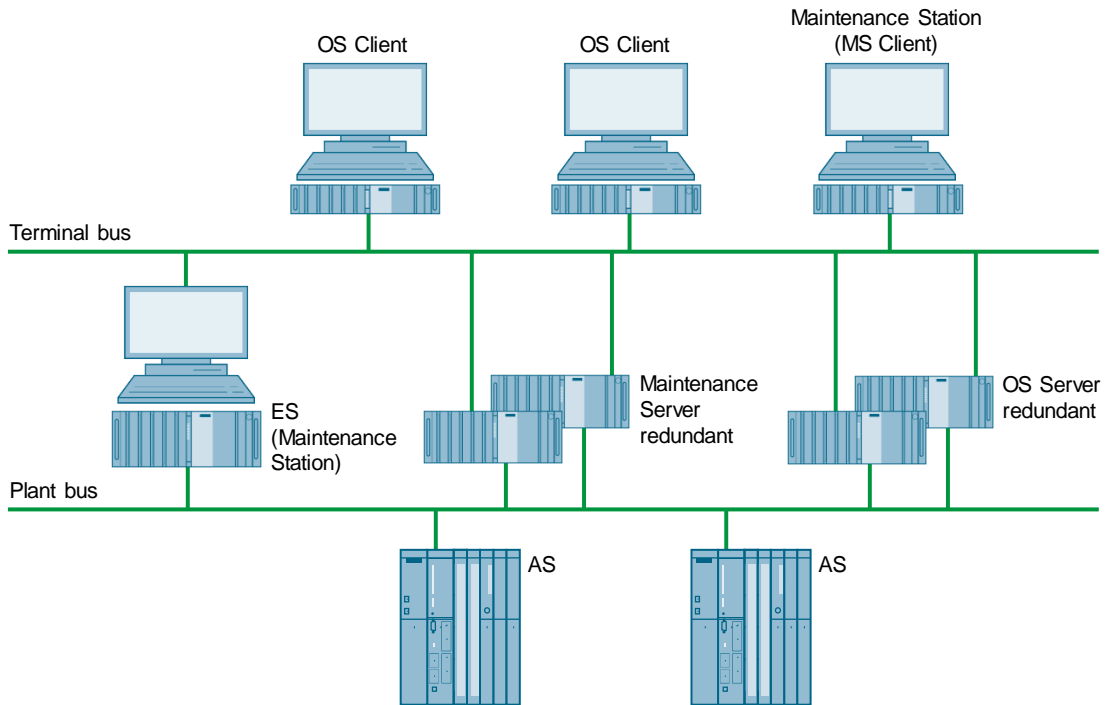 OS Client
OS Client
Maintenance Station
(MS Client)
Terminal bus
ES
(Maintenance
Station)
Maintenance
Server
redundant
OS Server
redundant
Plant bus
AS
AS